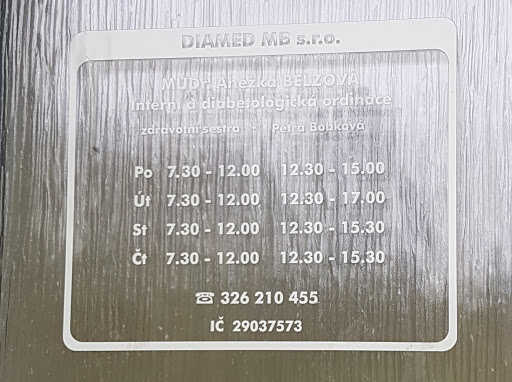 DIAMED MB s.r.o.
MUDr. Anežka BELZOVÁ
Interní a diabetologická ordinace
zdravotní sestra - Petra Bobková
Po 7.30 - 12.00 12.30 - 15.00
Út 7.30 - 12.00 12.30 - 17.00
St 7.30 - 12.00 12.30 - 15.30
Čt 7.30 - 12.00 12.30 - 15.30
☎ 326 210 455
IČ 29037573